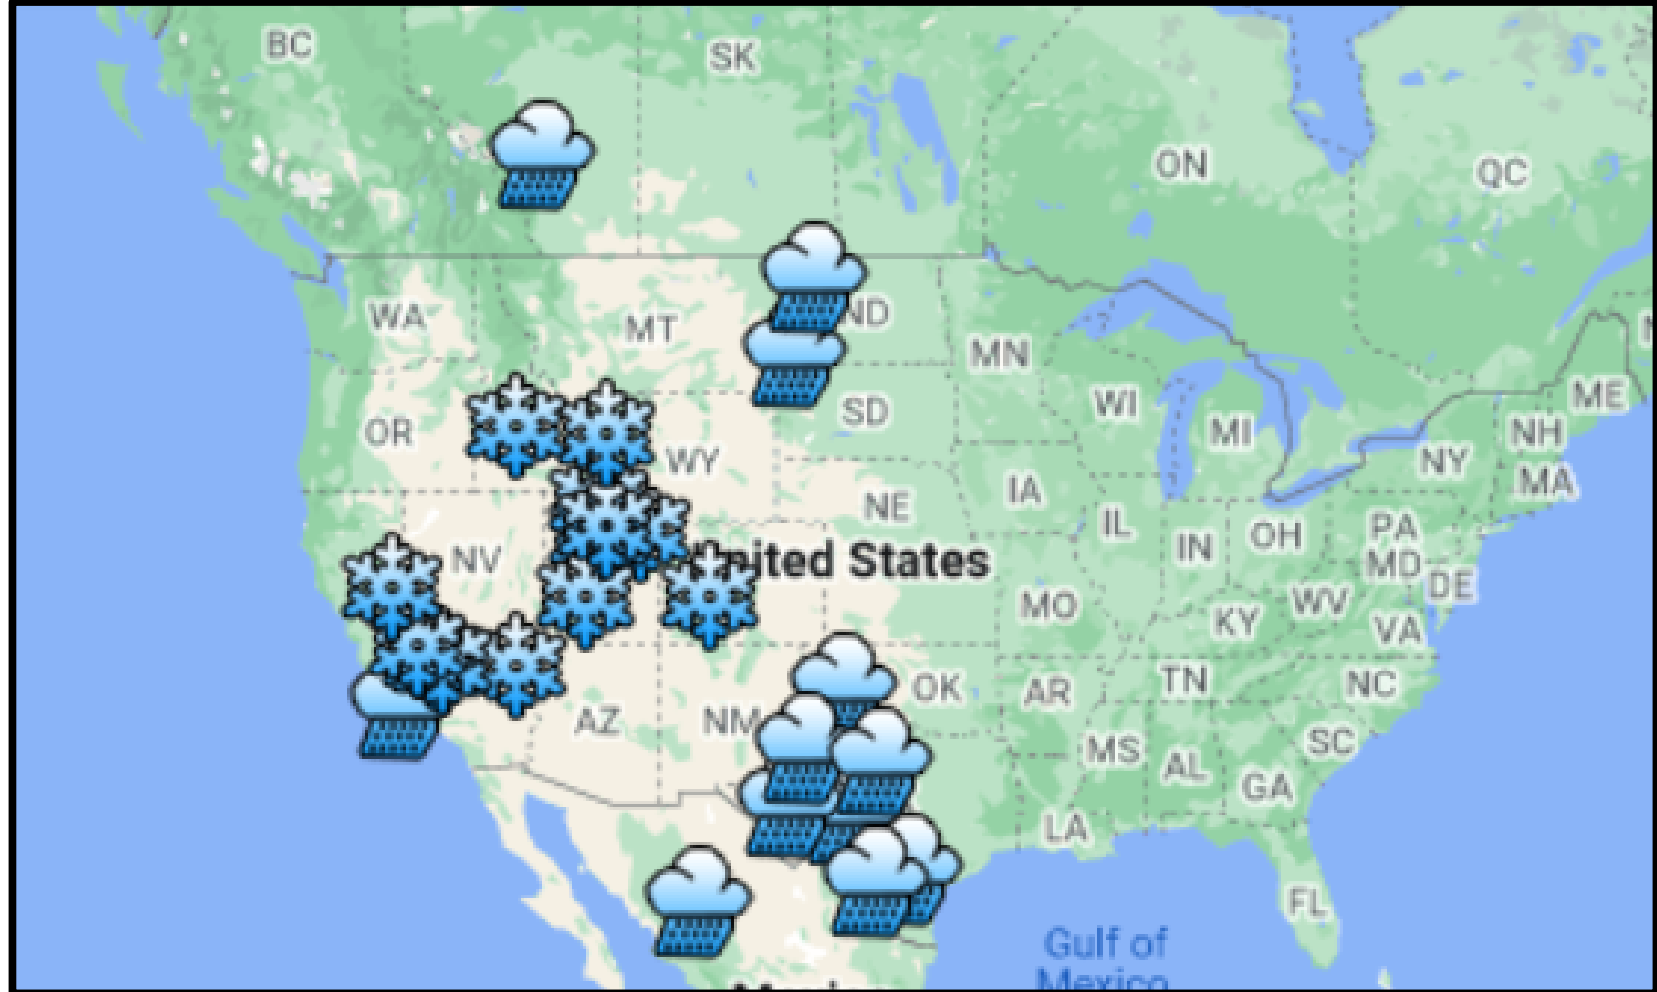 BC
SK
ON
QC
WA
MT
ND
MN
OR
SD
WI
MI
ME
NH
WY
NY
MA
NE
IA
IL
IN
OH
PA
NV
United States
MD
DE
MO
KY
WV
VA
OK
AR
TN
NC
AZ
NM
MS
AL
SC
GA
LA
FL
Gulf of
Mexico